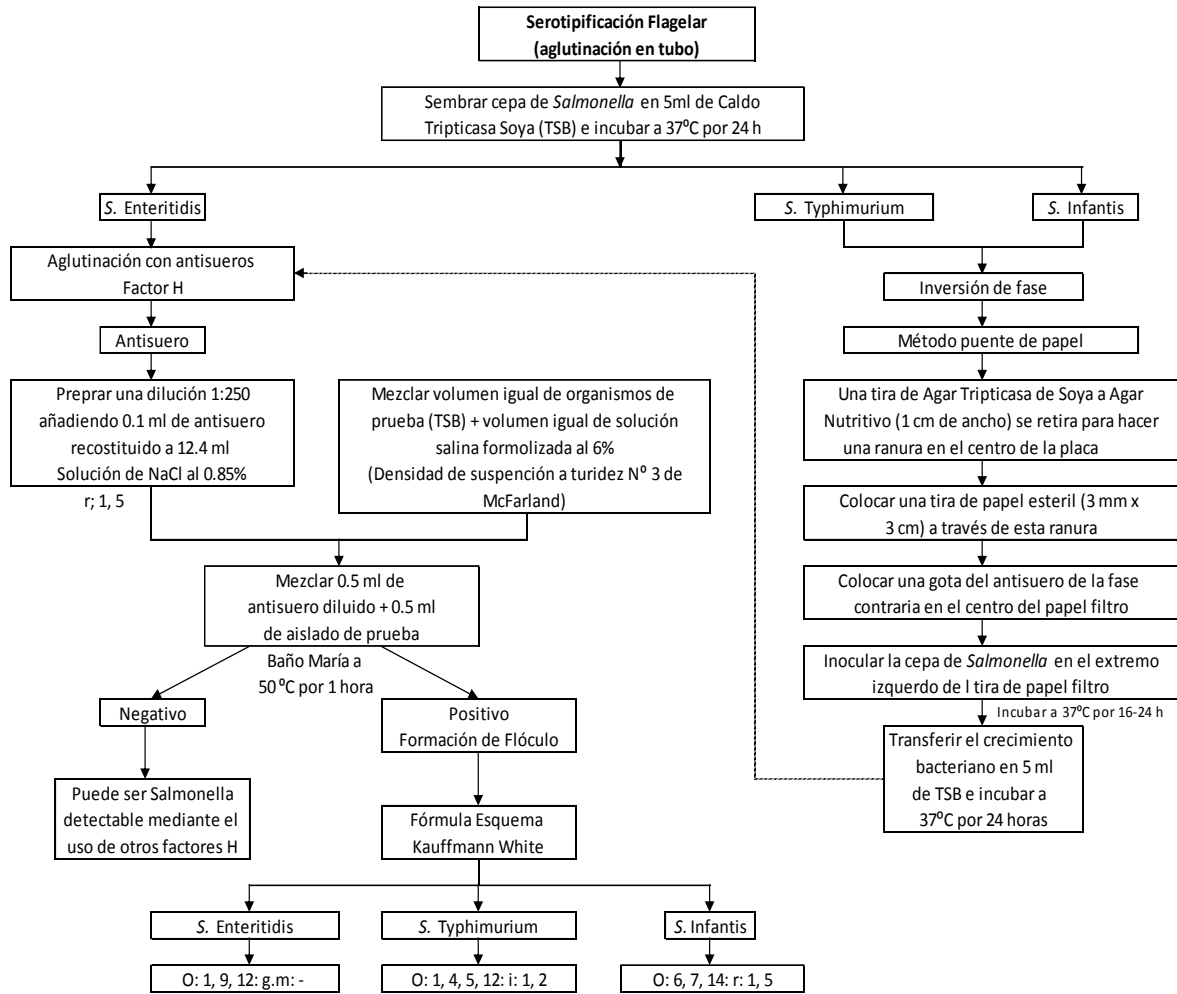 Serotipificación Flagelar
(aglutinación en tubo)
Sembrar cepa de Salmonella en 5ml de Caldo
Tripticasa Soya (TSB) e incubar a 37⁰C por 24 h
S. Enteritidis
S. Typhimurium
S. Infantis
Aglutinación con antisueros
Factor H
Antisuero
Preprar una dilución 1:250
añadiendo 0.1 ml de antisuero
recostituido a 12.4 ml
Solución de NaCl al 0.85%
r; 1, 5
Mezclar volumen igual de organismos de
prueba (TSB) + volumen igual de solución
salina formolizada al 6%
(Densidad de suspención a turidez N° 3 de
McFarland)
Inversión de fase
Método puente de papel
Una tira de Agar Tripticasa de Soya a Agar
Nutritivo (1 cm de ancho) se retira para hacer
una ranura en el centro de la placa
Colocar una tira de papel esteril (3 mm x
3 cm) a través de esta ranura
Colocar una gota del antisuero de la fase
contraria en el centro del papel filtro
Inocular la cepa de Salmonella en el extremo
izquerdo de l tira de papel filtro
Incubar a 37⁰C por 16-24 h
Transferir el crecimiento
bacteriano en 5 ml
de TSB e incubar a
37⁰C por 24 horas
Mezclar 0.5 ml de
antisuero diluido + 0.5 ml
de aislado de prueba
Baño María a
50 ⁰C por 1 hora
Negativo
Positivo
Formación de Flóculo
Puede ser Salmonella
detectable mediante el
uso de otros factores H
Fórmula Esquema
Kauffmann White
S. Enteritidis
S. Typhimurium
S. Infantis
O: 1, 9, 12: g.m: -
O: 1, 4, 5, 12: i: 1, 2
O: 6, 7, 14: r: 1, 5